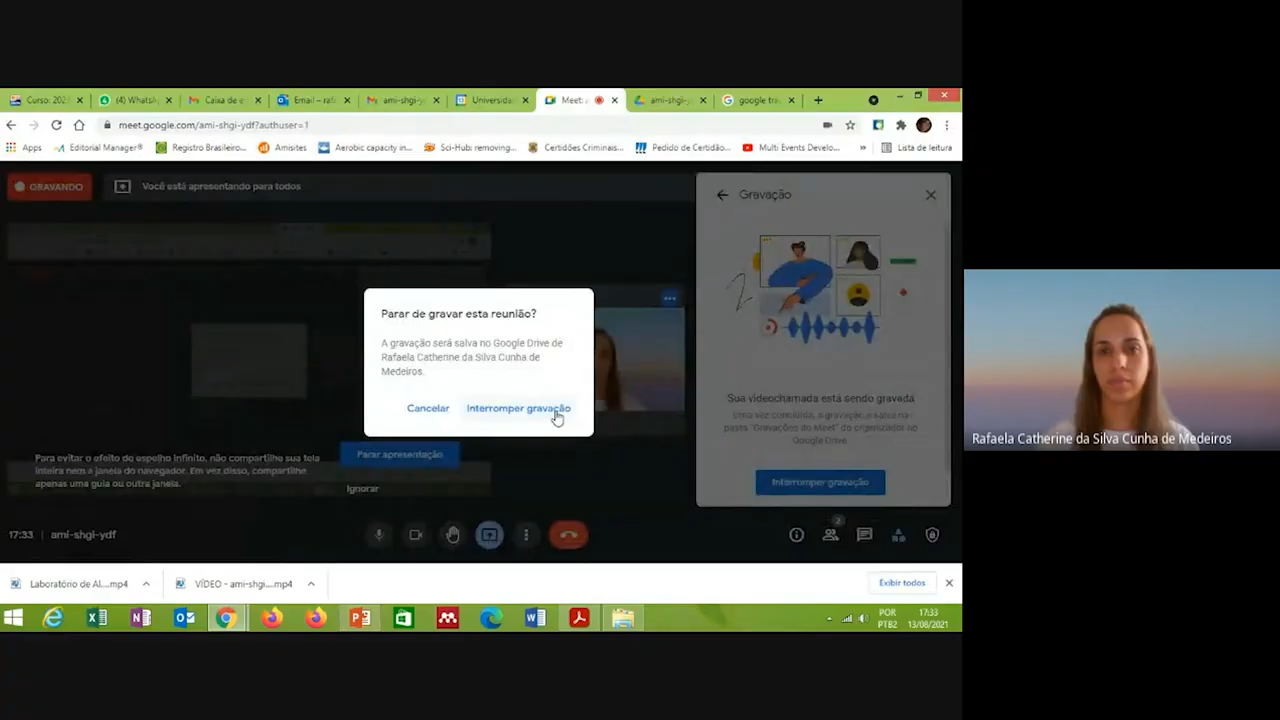 Curso: 202
(4) WhatsA
Caixa de e
Email – rafa
ami-shgi-y
Universida
Meet:
ami-shgi-y
google tra
meet.google.com/ami-shgi-ydf?authuser=1
Apps
Editorial Manager®
Registro Brasileiro...
Amisites
Aerobic capacity in...
Sci-Hub: removing...
Certidões Criminais...
Pedido de Certidão...
Multi Events Develo...
»
Lista de leitura
GRAVANDO
Você está apresentando para todos
Gravação
Parar de gravar esta reunião?
A gravação será salva no Google Drive de
Rafaela Catherine da Silva Cunha de
Medeiros.
Cancelar
Interromper gravação
Sua videochamada está sendo gravada
Uma vez concluída, a gravação é salva na
pasta "Gravações do Meet" do organizador no
Google Drive
Interromper gravação
Para evitar o efeito de espelho infinito, não compartilhe sua tela
inteira nem a janela do navegador. Em vez disso, compartilhe
apenas uma guia ou outra janela.
Parar apresentação
Ignorar
17:33 | ami-shgi-ydf
2
Rafaela Catherine da Silva Cunha de Medeiros
Laboratório de Al....mp4
VÍDEO - ami-shgi....mp4
Exibir todos
POR
PTB2
17:33
13/08/2021